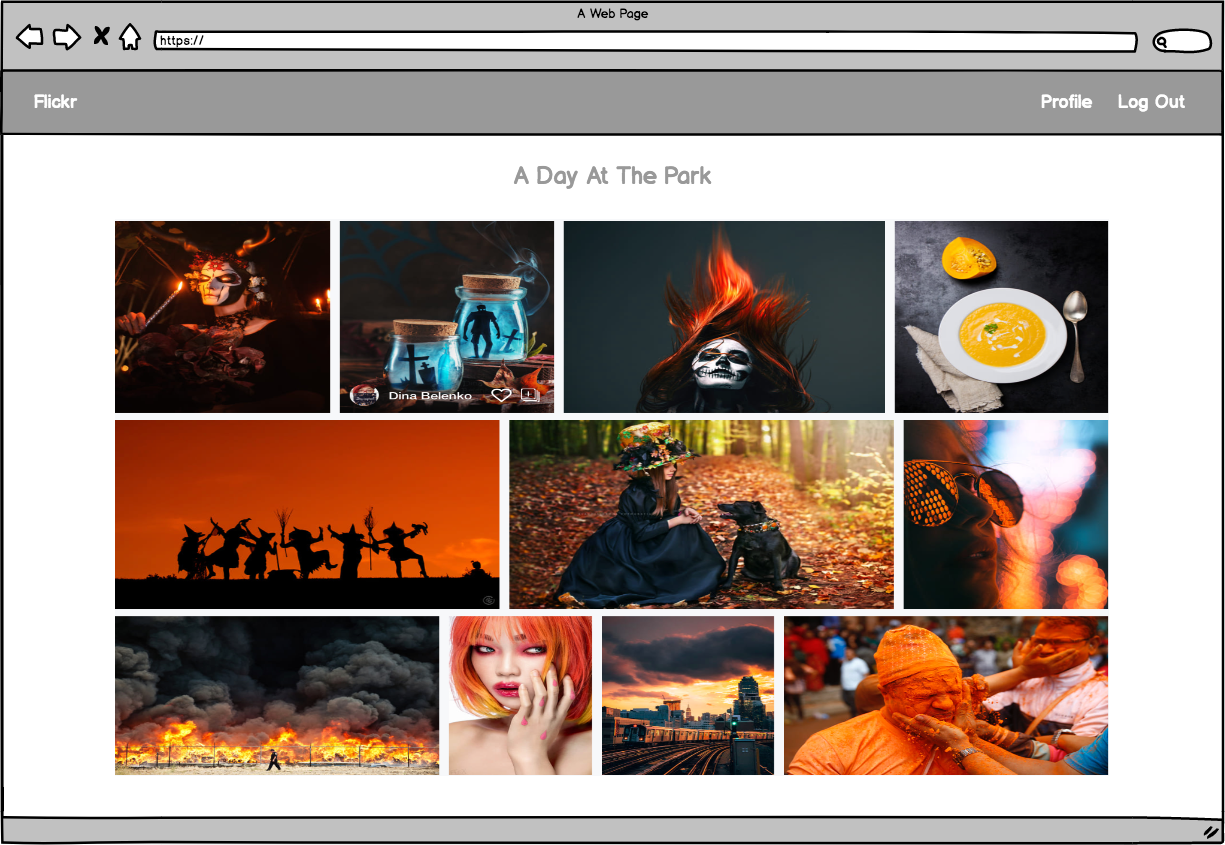 A Web Page
https://
Flickr
Profile
Log Out
A Day At The Park
Dina Belenko